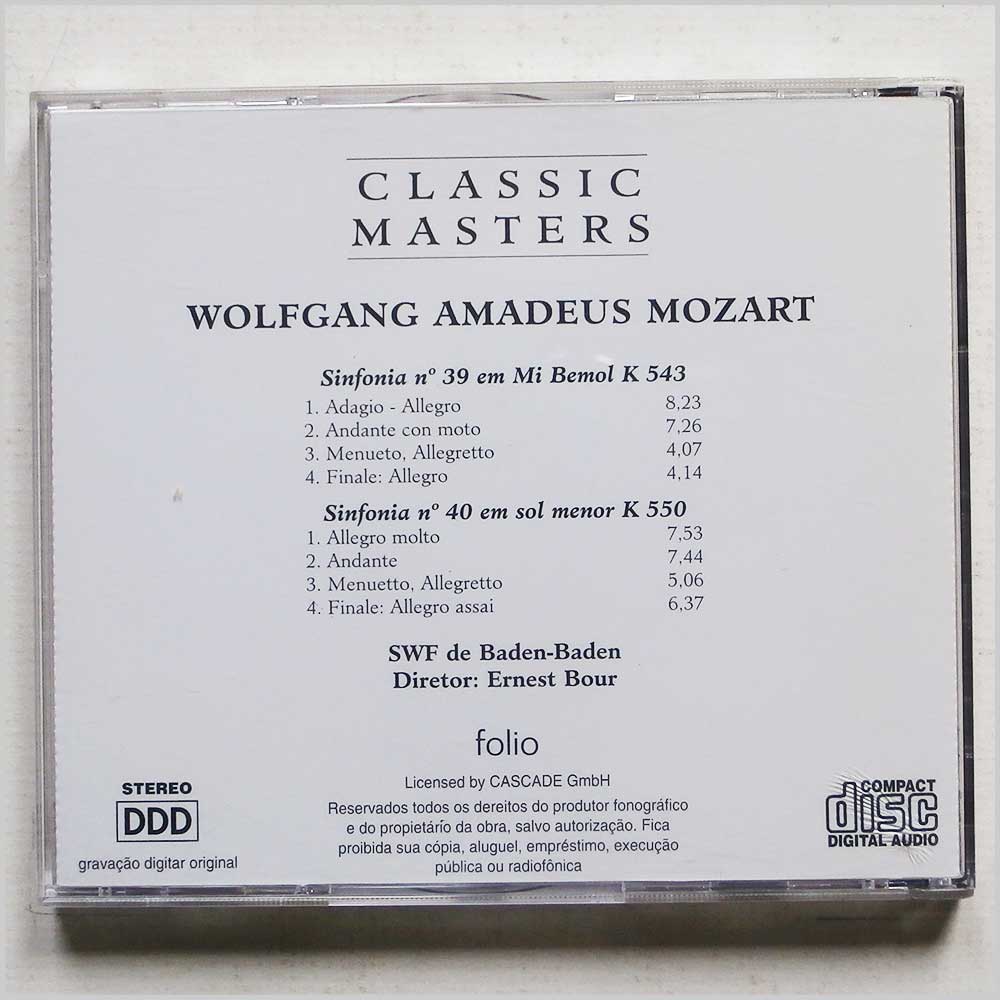 CLASSIC
MASTERS
WOLFGANG AMADEUS MOZART
Sinfonia nº 39 em Mi Bemol K 543
1. Adagio - Allegro 8,23
2. Andante con moto 7,26
3. Menueto, Allegretto 4,07
4. Finale: Allegro 4,14
Sinfonia nº 40 em sol menor K 550
1. Allegro molto 7,53
2. Andante 7,44
3. Menuetto, Allegretto 5,06
4. Finale: Allegro assai 6,37
SWF de Baden-Baden
Diretor: Ernest Bour
folio
Licensed by CASCADE GmbH
Reservados todos os dereitos do produtor fonográfico
e do propietárío da obra, salvo autorização. Fica
proibida sua cópia, aluguel, empréstimo, execução
pública ou radiofônica
STEREO
DDD
gravação digitar original
COMPACT
disc
DIGITAL AUDIO